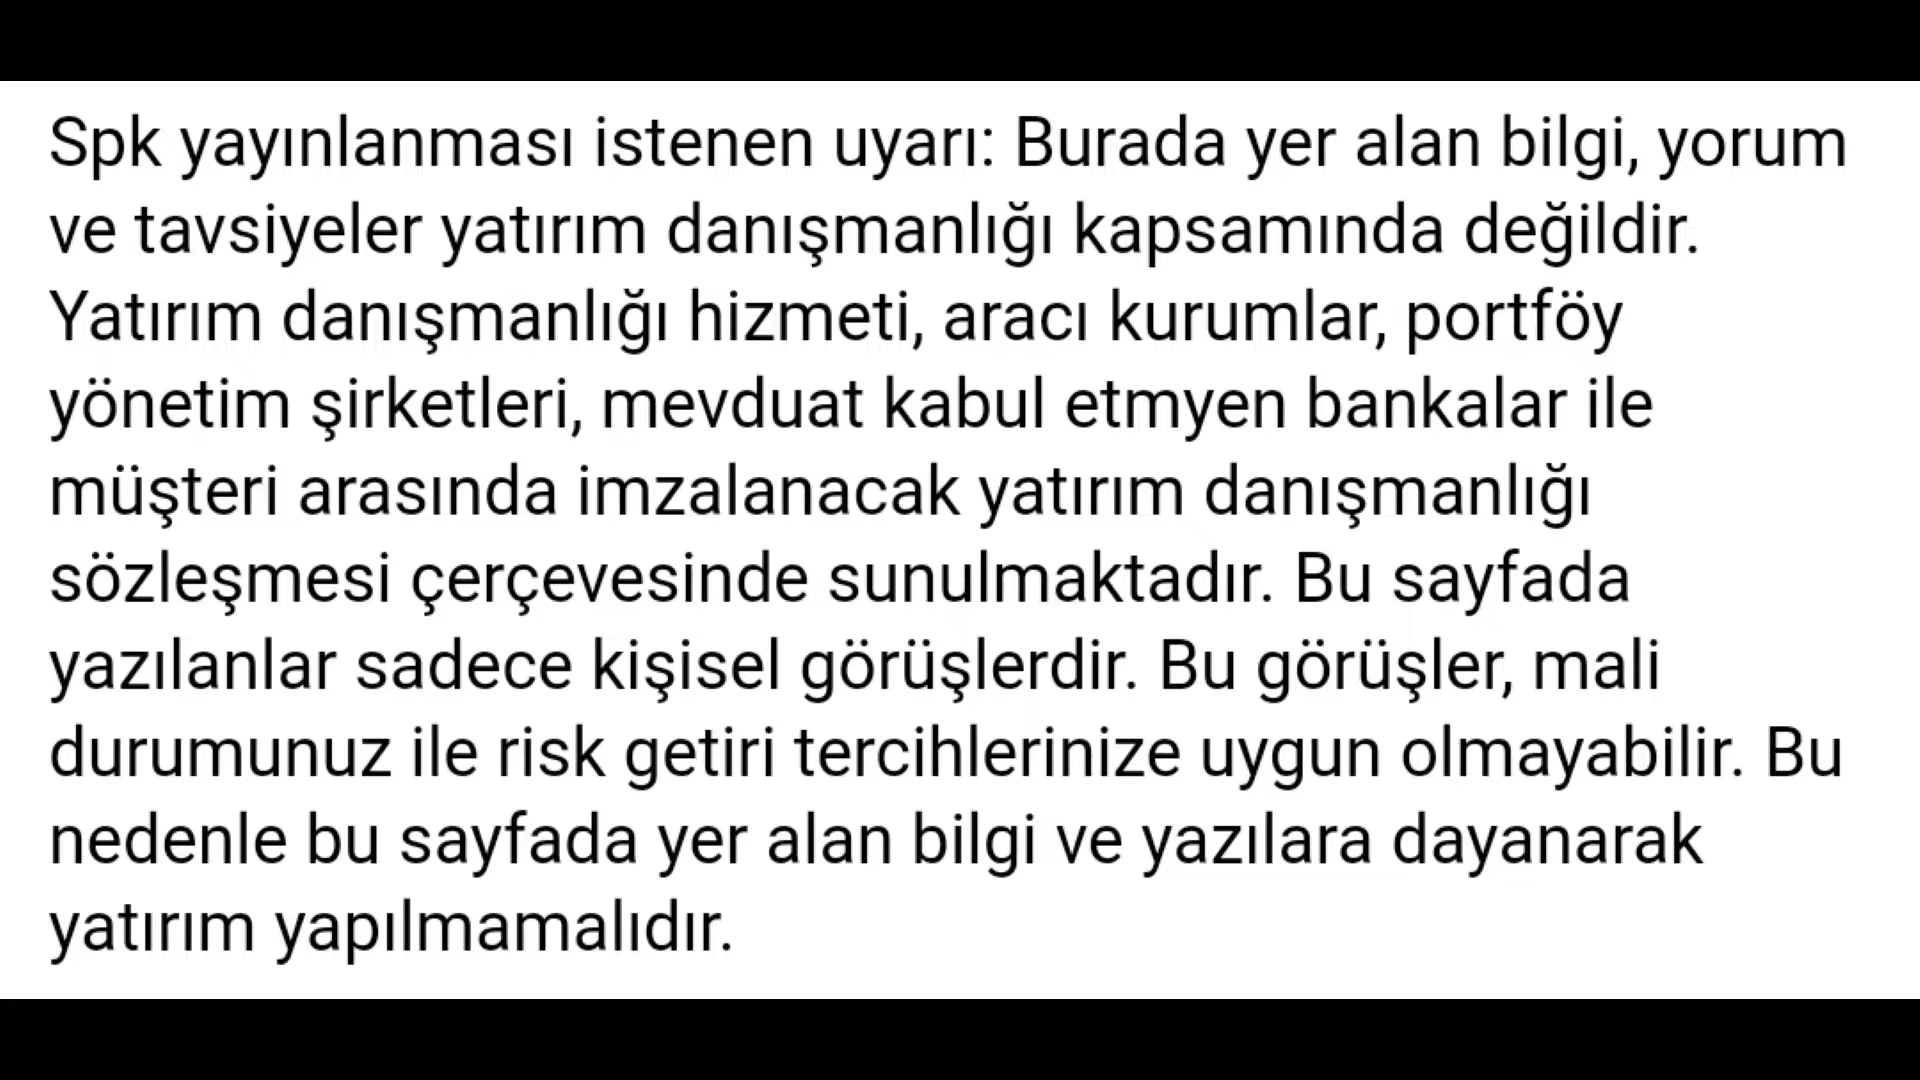 Spk yayınlanması istenen uyarı: Burada yer alan bilgi, yorum
ve tavsiyeler yatırım danışmanlığı kapsamında değildir.
Yatırım danışmanlığı hizmeti, aracı kurumlar, portföy
yönetim şirketleri, mevduat kabul etmyen bankalar ile
müşteri arasında imzalanacak yatırım danışmanlığı
sözleşmesi çerçevesinde sunulmaktadır. Bu sayfada
yazılanlar sadece kişisel görüşlerdir. Bu görüşler, mali
durumunuz ile risk getiri tercihlerinize uygun olmayabilir. Bu
nedenle bu sayfada yer alan bilgi ve yazılara dayanarak
yatırım yapılmamalıdır.